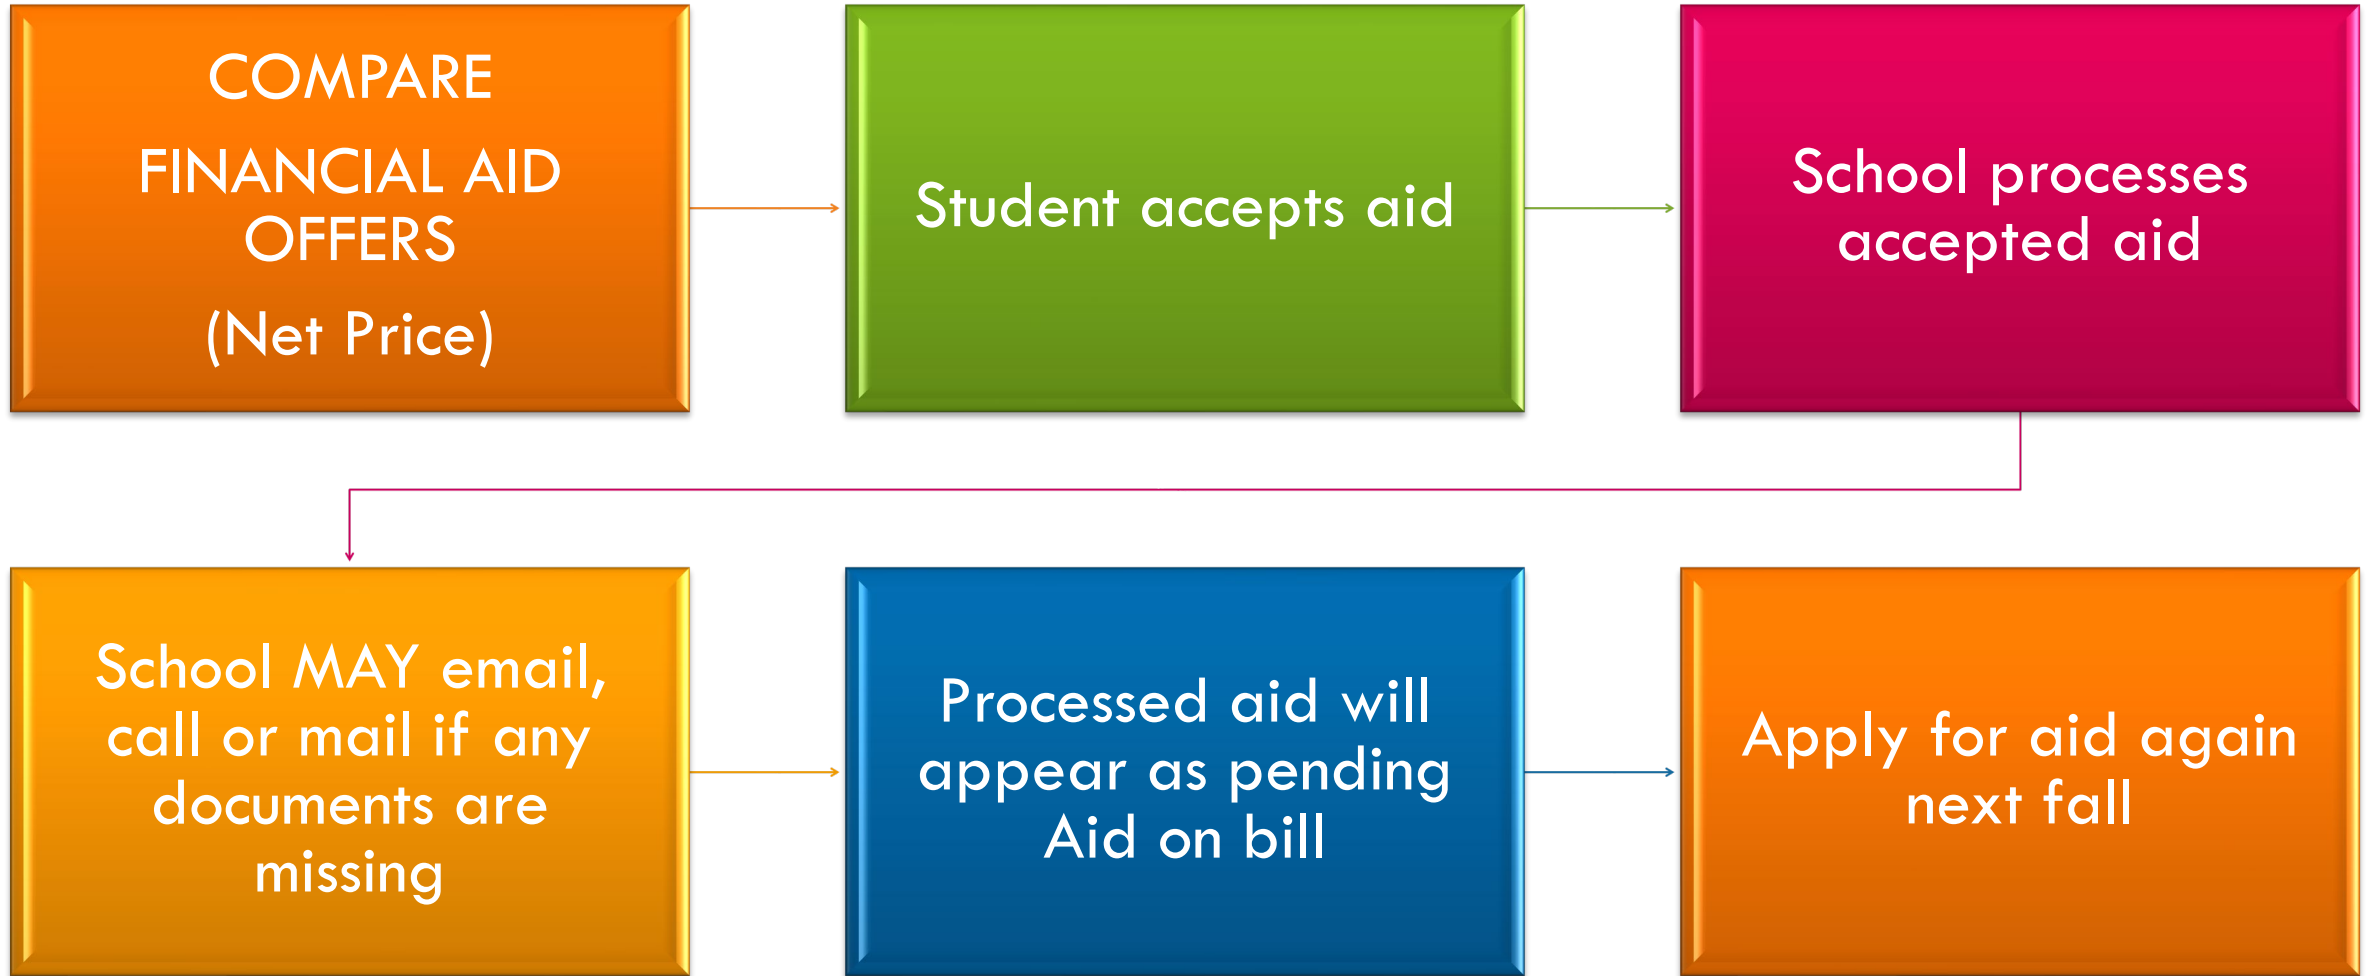 COMPARE
FINANCIAL AID
OFFERS
(Net Price)
Student accepts aid
School processes
accepted aid
School MAY email,
call or mail if any
documents are
missing
Processed aid will
appear as pending
Aid on bill
Apply for aid again
next fall